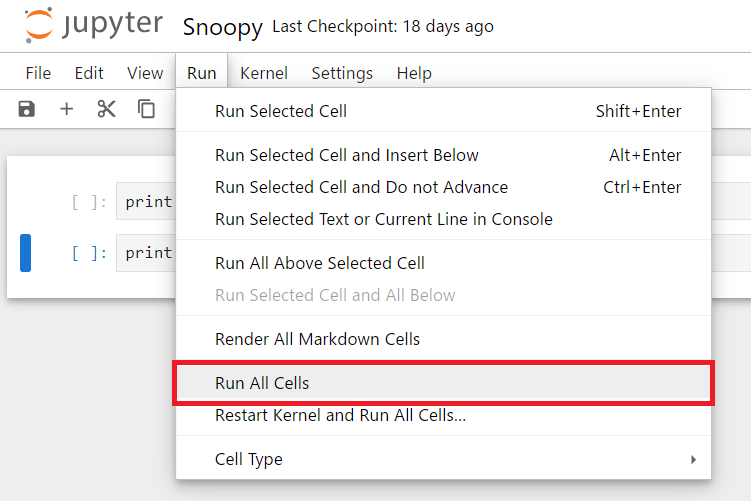 jupyter Snoopy Last Checkpoint: 18 days ago
File Edit View Run Kernel Settings Help
Run Selected Cell Shift+Enter
Run Selected Cell and Insert Below Alt+Enter
Run Selected Cell and Do not Advance Ctrl+Enter
[ ]: print
Run Selected Text or Current Line in Console
[ ]: print
Run All Above Selected Cell
Run Selected Cell and All Below
Render All Markdown Cells
Run All Cells
Restart Kernel and Run All Cells...
Cell Type